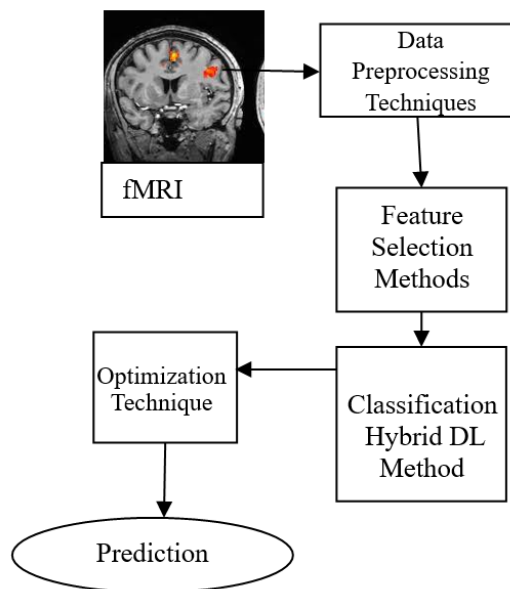 Data
Preprocessing
Techniques
fMRI
Feature
Selection
Methods
Optimization
Technique
Classification
Hybrid DL
Method
Prediction